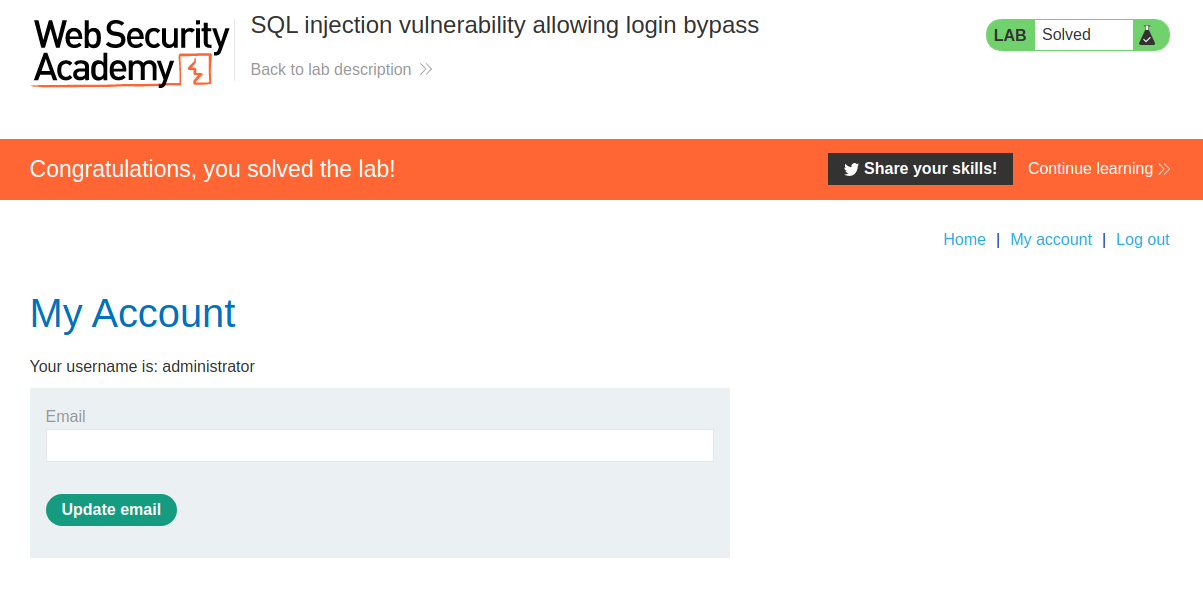 Web Security
Academy
SQL injection vulnerability allowing login bypass
Back to lab description
LAB Solved
Congratulations, you solved the lab!
Share your skills! Continue learning
Home | My account | Log out
My Account
Your username is: administrator
Email
Update email